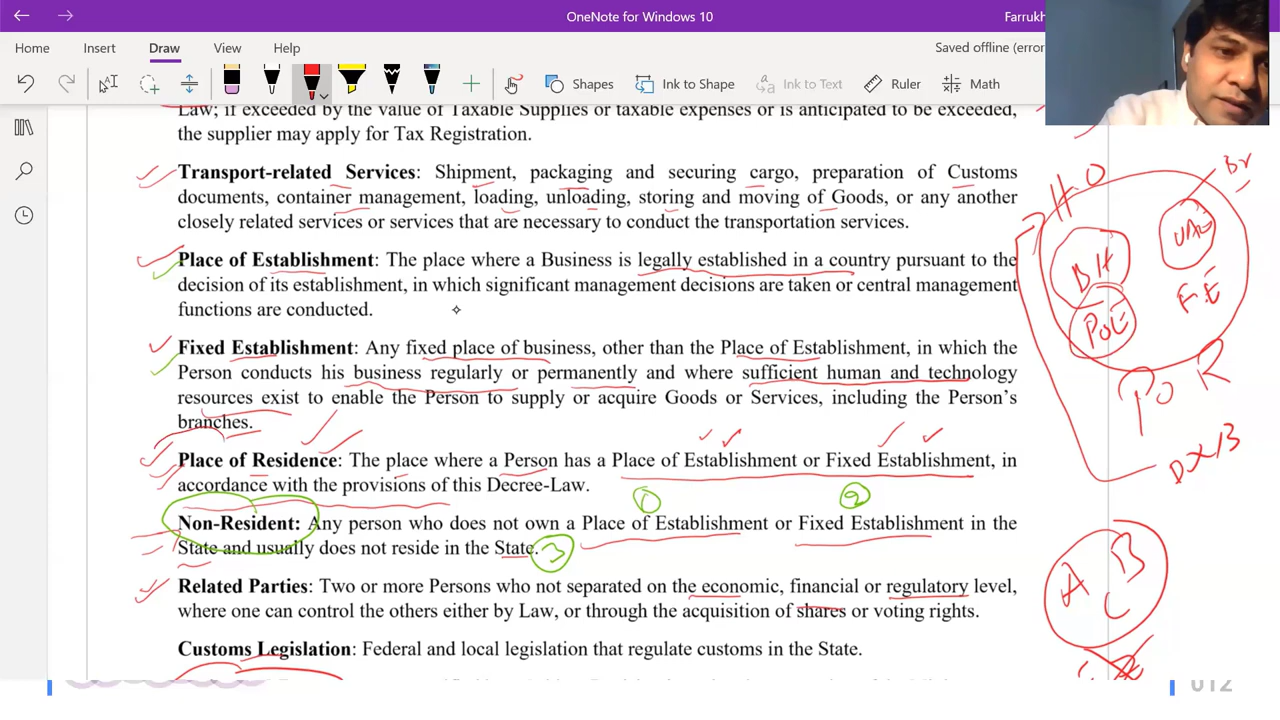 OneNote for Windows 10
Farrukh
Home Insert Draw View Help
Saved offline (error
Shapes Ink to Shape Ink to Text Ruler Math
Law; if exceeded by the value of Taxable Supplies or taxable expenses or is anticipated to be exceeded,
the supplier may apply for Tax Registration.
Transport-related Services: Shipment, packaging and securing cargo, preparation of Customs
documents, container management, loading, unloading, storing and moving of Goods, or any another
closely related services or services that are necessary to conduct the transportation services.
Place of Establishment: The place where a Business is legally established in a country pursuant to the
decision of its establishment, in which significant management decisions are taken or central management
functions are conducted.
Fixed Establishment: Any fixed place of business, other than the Place of Establishment, in which the
Person conducts his business regularly or permanently and where sufficient human and technology
resources exist to enable the Person to supply or acquire Goods or Services, including the Person's
branches.
Place of Residence: The place where a Person has a Place of Establishment or Fixed Establishment, in
accordance with the provisions of this Decree-Law.
1 2
Non-Resident: Any person who does not own a Place of Establishment or Fixed Establishment in the
State and usually does not reside in the State. 3
Related Parties: Two or more Persons who not separated on the economic, financial or regulatory level,
where one can control the others either by Law, or through the acquisition of shares or voting rights.
Customs Legislation: Federal and local legislation that regulate customs in the State.
H-O
Br
UAE
BH
F.E
POE
POR
DXB
A B
C
012